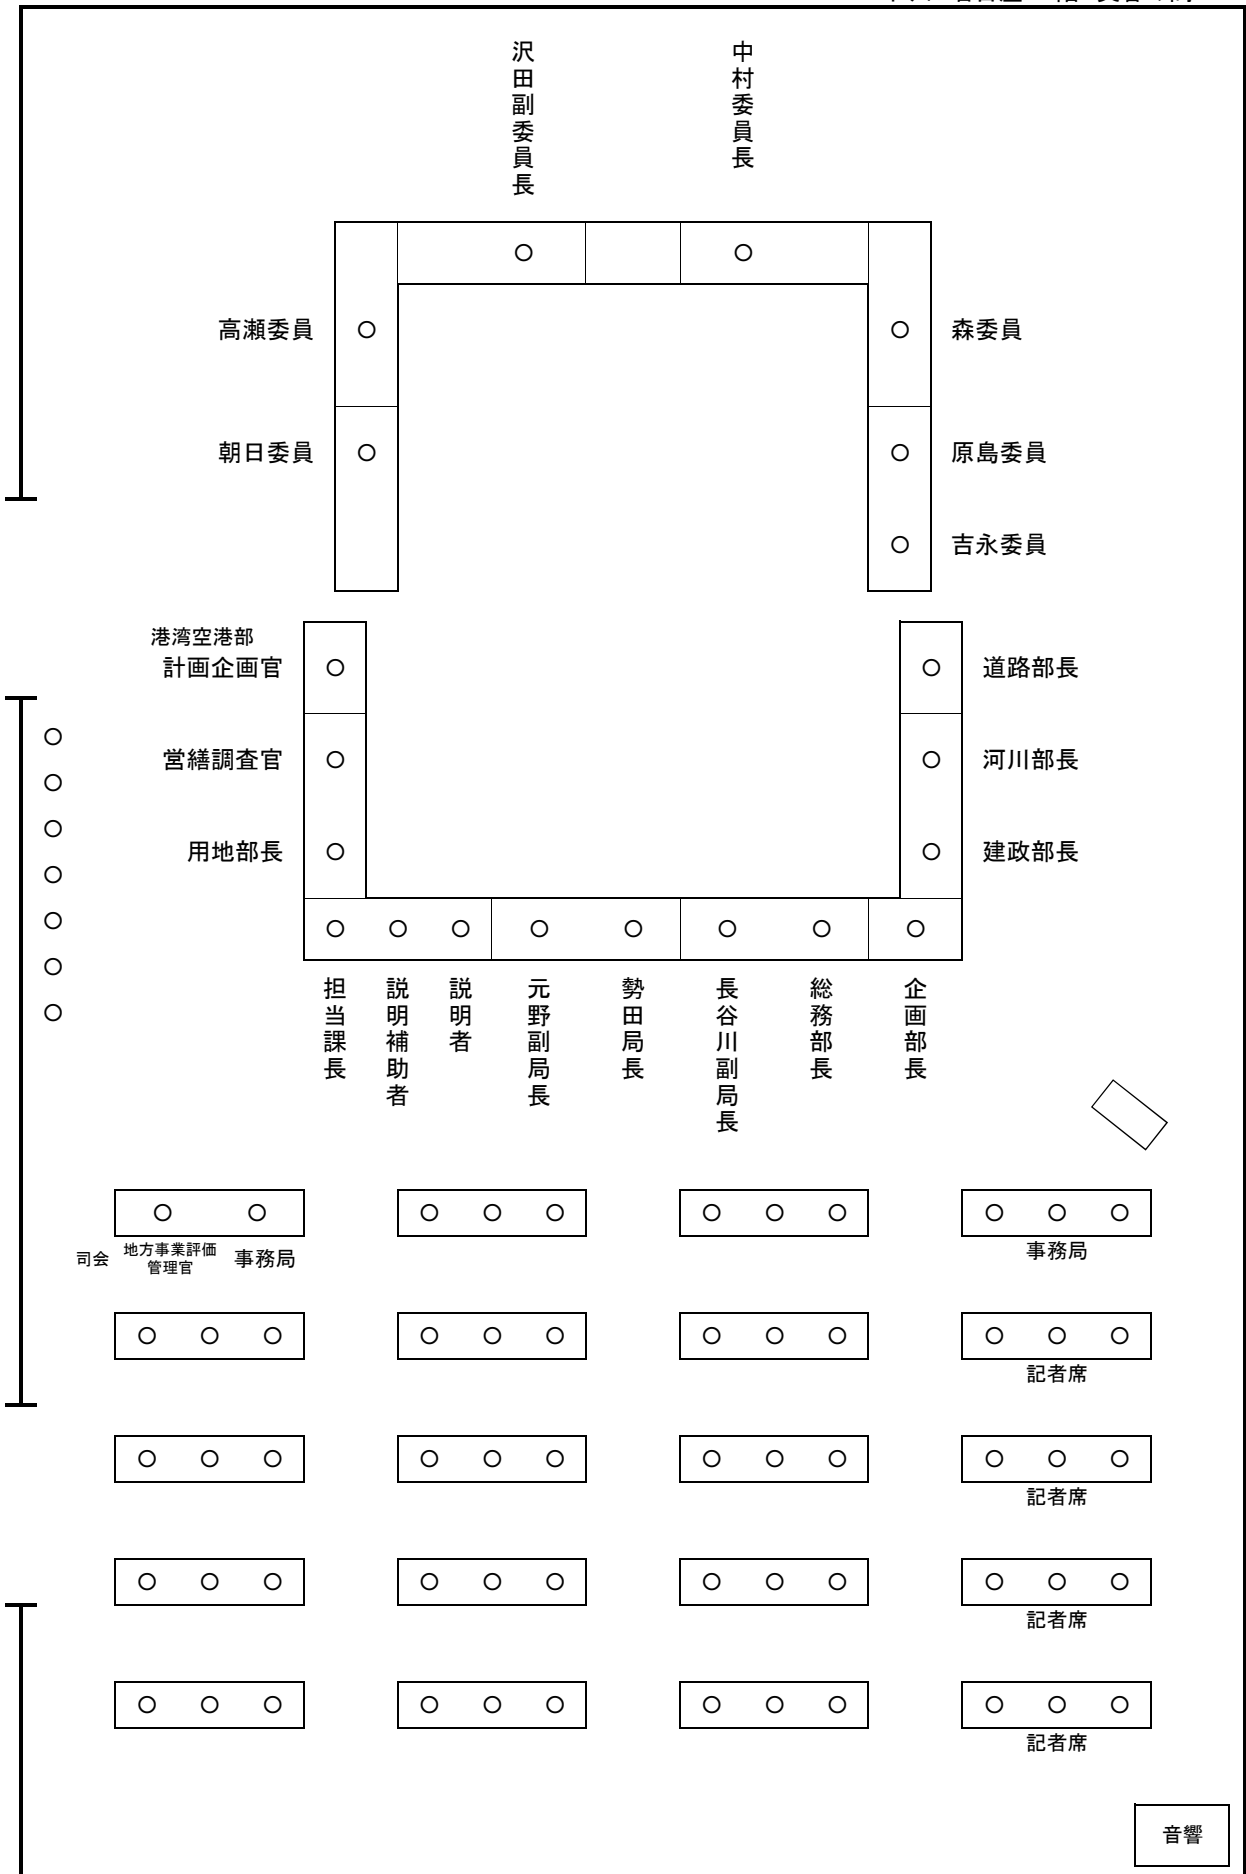 沢田副委員長
中村委員長
高瀬委員
森委員
朝日委員
原島委員
吉永委員
港湾空港部
計画企画官
道路部長
営繕調査官
河川部長
用地部長
建政部長
担当課長
説明補助者
説明者
元野副局長
勢田局長
長谷川副局長
総務部長
企画部長
司会
地方事業評価
管理官
事務局
事務局
記者席
記者席
記者席
記者席
音響